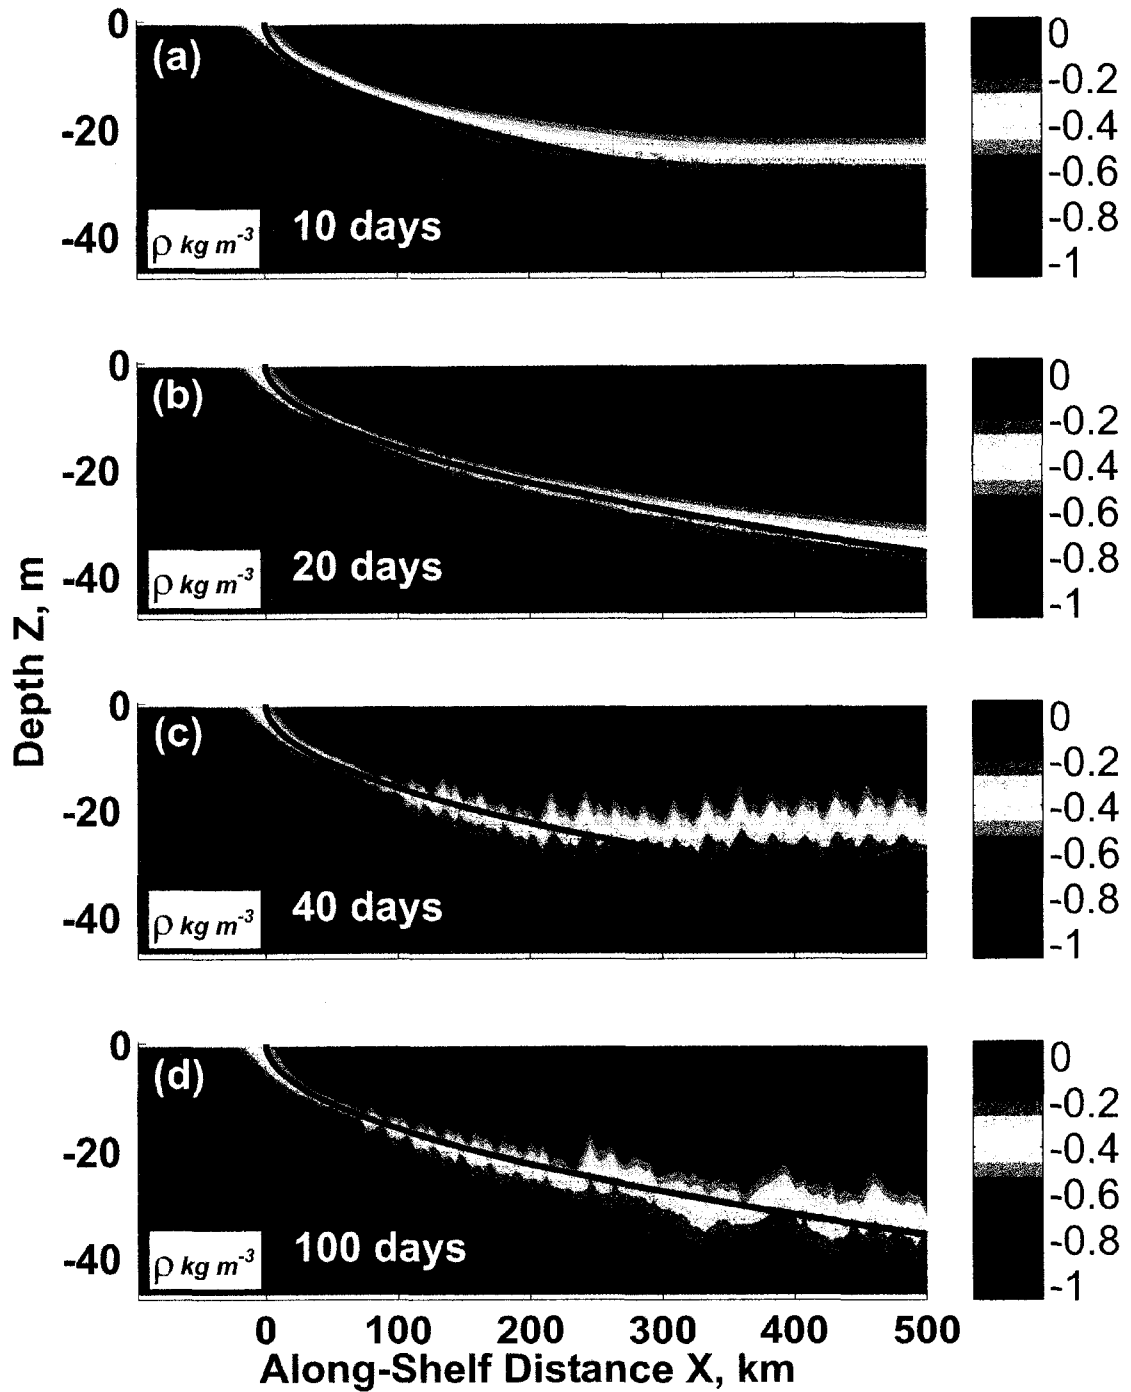 Depth Z, m
0
-20
-40
(a)
ρ kg m-3
10 days
0
-0.2
-0.4
-0.6
-0.8
-1
0
-20
-40
(b)
ρ kg m-3
20 days
0
-0.2
-0.4
-0.6
-0.8
-1
0
-20
-40
(c)
ρ kg m-3
40 days
0
-0.2
-0.4
-0.6
-0.8
-1
0
-20
-40
(d)
ρ kg m-3
100 days
0
-0.2
-0.4
-0.6
-0.8
-1
0 100 200 300 400 500
Along-Shelf Distance X, km